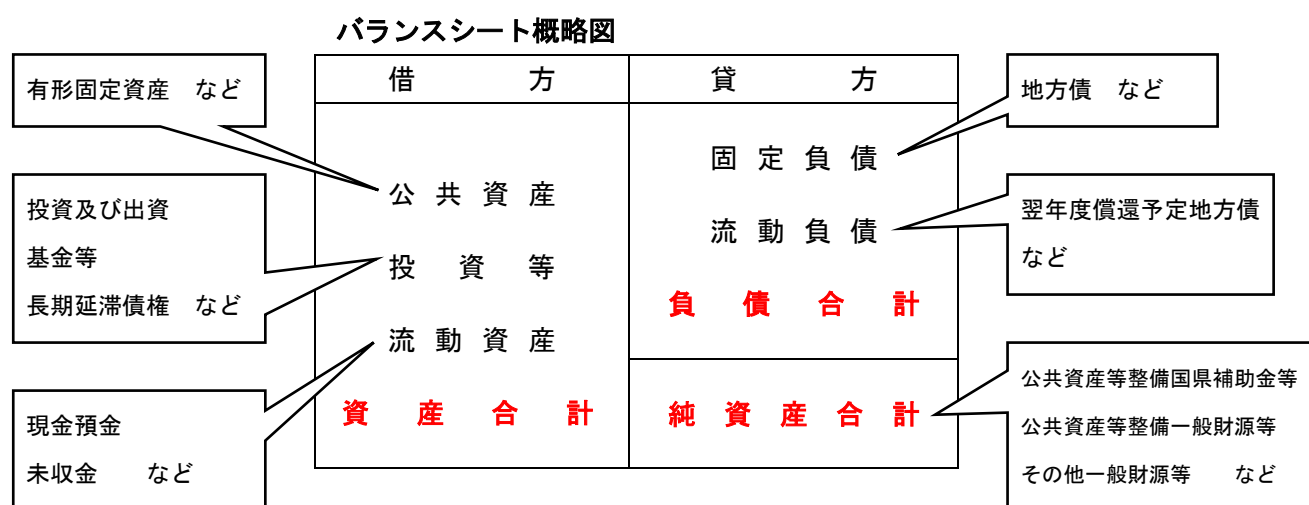 バランスシート概略図
有形固定資産　など
投資及び出資
基金等
長期延滞債権　など
現金預金
未収金　　など
借　　　　方
公共資産
投　資　等
流動資産
資　産　合　計
貸　　　　方
固定負債
流動負債
負　債　合　計
純資産合計
地方債　など
翌年度償還予定地方債
など
公共資産等整備国県補助金等
公共資産等整備一般財源等
その他一般財源等　　など